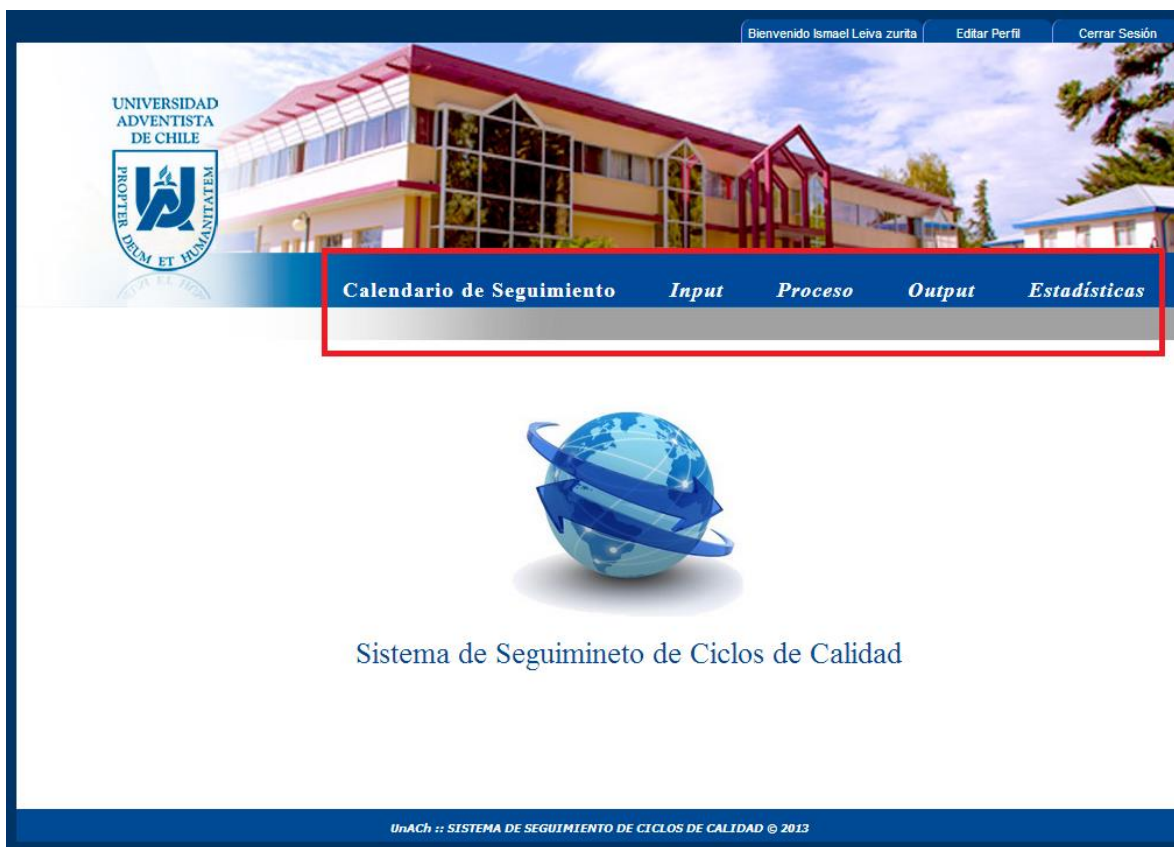 Bienvenido Ismael Leiva zurita
Editar Perfil
Cerrar Sesión
UNIVERSIDAD
ADVENTISTA
DE CHILE
PROPTER DEUM ET HUMANITATEM
Calendario de Seguimiento
Input
Proceso
Output
Estadísticas
Sistema de Seguimineto de Ciclos de Calidad
UnACh :: SISTEMA DE SEGUIMIENTO DE CICLOS DE CALIDAD © 2013